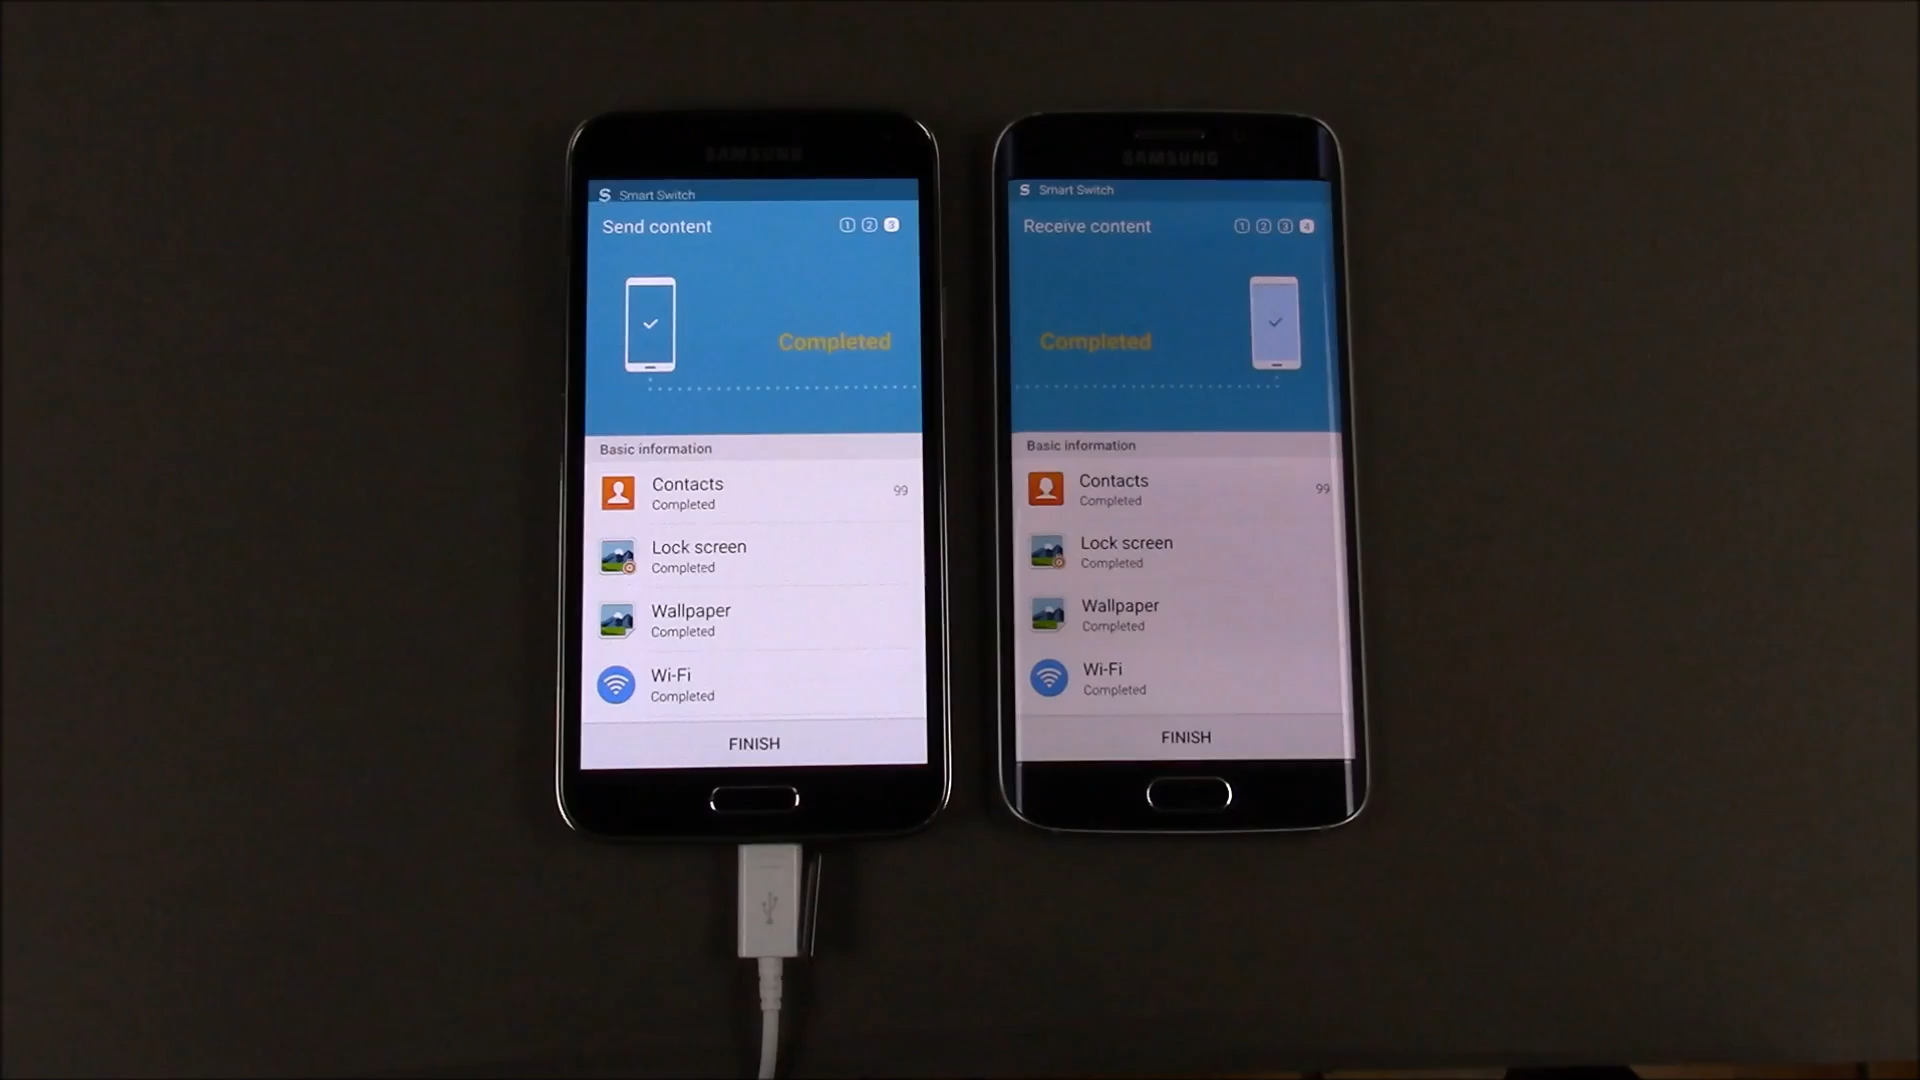 SAMSUNG
Smart Switch
Send content
1 2 3
Completed
Basic information
Contacts
Completed
99
Lock screen
Completed
Wallpaper
Completed
Wi-Fi
Completed
FINISH
SAMSUNG
Smart Switch
Receive content
1 2 3 4
Completed
Basic information
Contacts
Completed
99
Lock screen
Completed
Wallpaper
Completed
Wi-Fi
Completed
FINISH